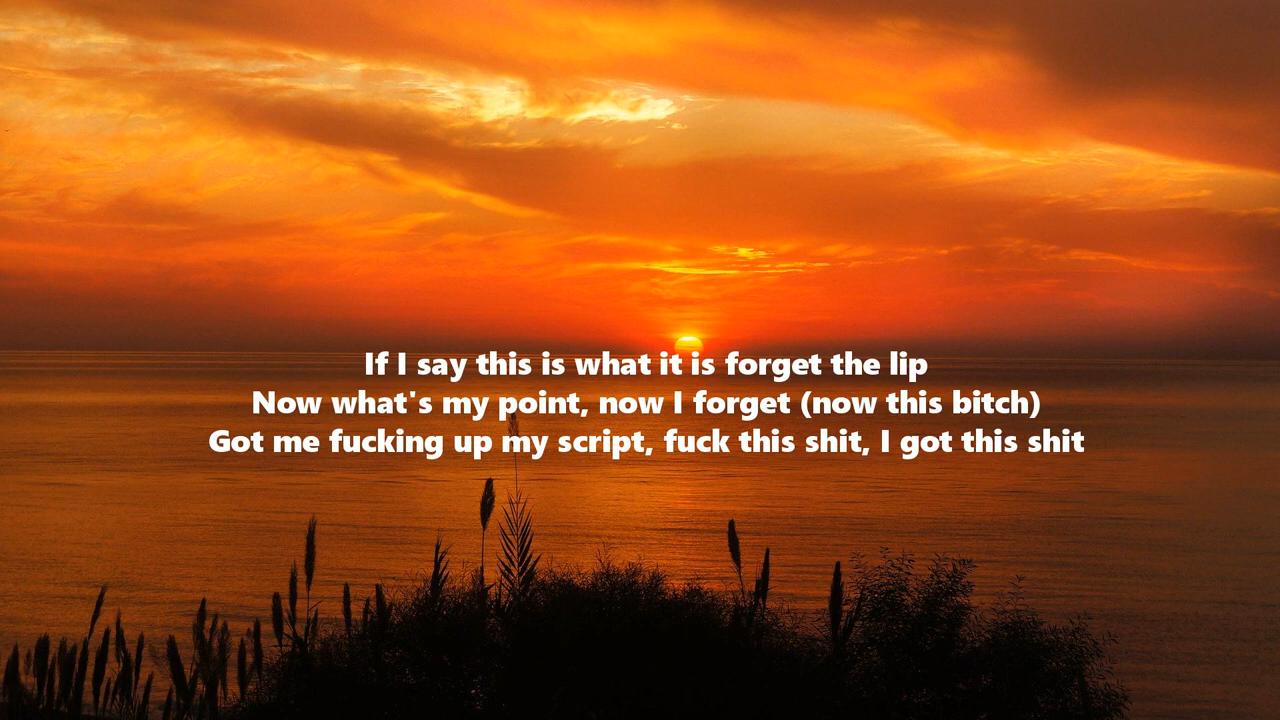 If I say this is what it is forget the lip
Now what's my point, now I forget (now this bitch)
Got me fucking up my script, fuck this shit, I got this shit